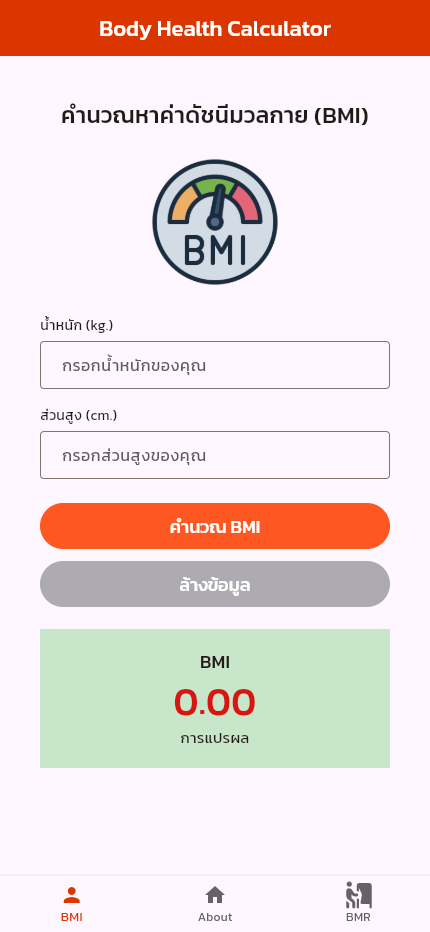 Body Health Calculator
คำนวณหาค่าดัชนีมวลกาย (BMI)
BMI
น้ำหนัก (kg.)
กรอกน้ำหนักของคุณ
ส่วนสูง (cm.)
กรอกส่วนสูงของคุณ
คำนวณ BMI
ล้างข้อมูล
BMI
0.00
การแปรผล
BMI About BMR